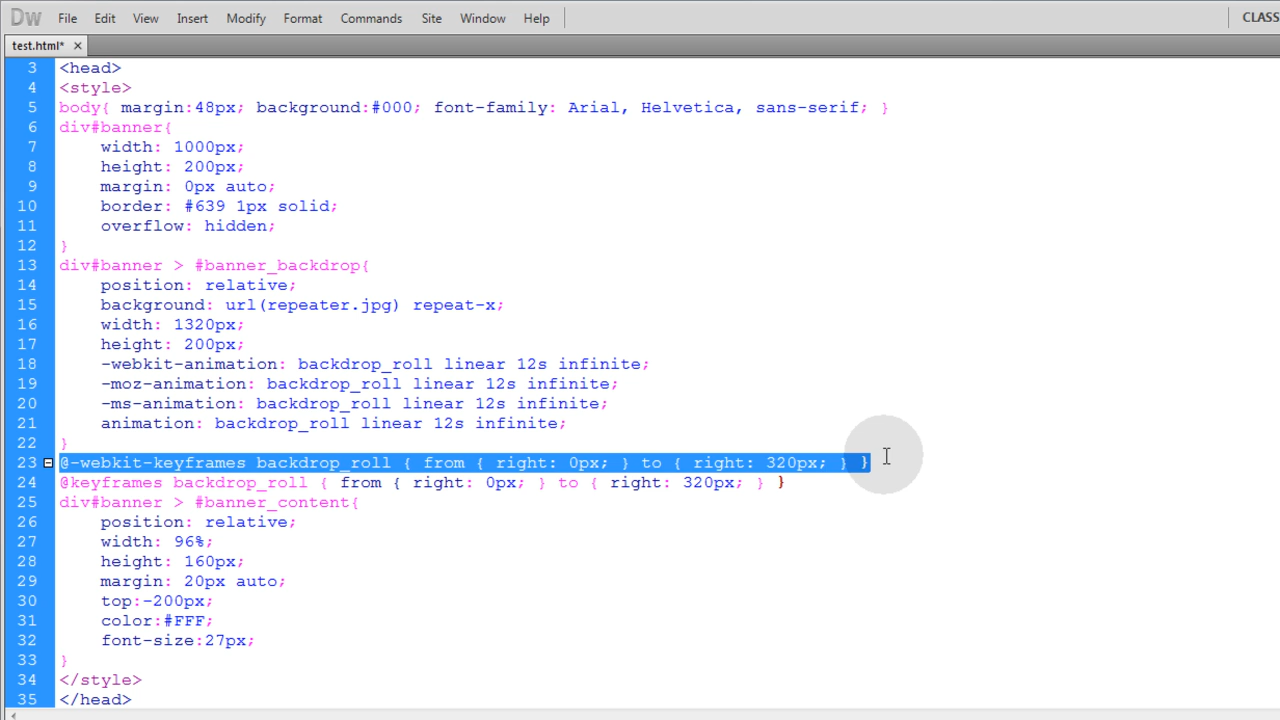 Dw File Edit View Insert Modify Format Commands Site Window Help CLASS
test.html* ×
3 <head>
4 <style>
5 body{ margin:48px; background:#000; font-family: Arial, Helvetica, sans-serif; }
6 div#banner{
7 width: 1000px;
8 height: 200px;
9 margin: 0px auto;
10 border: #639 1px solid;
11 overflow: hidden;
12 }
13 div#banner > #banner_backdrop{
14 position: relative;
15 background: url(repeater.jpg) repeat-x;
16 width: 1320px;
17 height: 200px;
18 -webkit-animation: backdrop_roll linear 12s infinite;
19 -moz-animation: backdrop_roll linear 12s infinite;
20 -ms-animation: backdrop_roll linear 12s infinite;
21 animation: backdrop_roll linear 12s infinite;
22 }
23 @-webkit-keyframes backdrop_roll { from { right: 0px; } to { right: 320px; } }
24 @keyframes backdrop_roll { from { right: 0px; } to { right: 320px; } }
25 div#banner > #banner_content{
26 position: relative;
27 width: 96%;
28 height: 160px;
29 margin: 20px auto;
30 top:-200px;
31 color:#FFF;
32 font-size:27px;
33 }
34 </style>
35 </head>